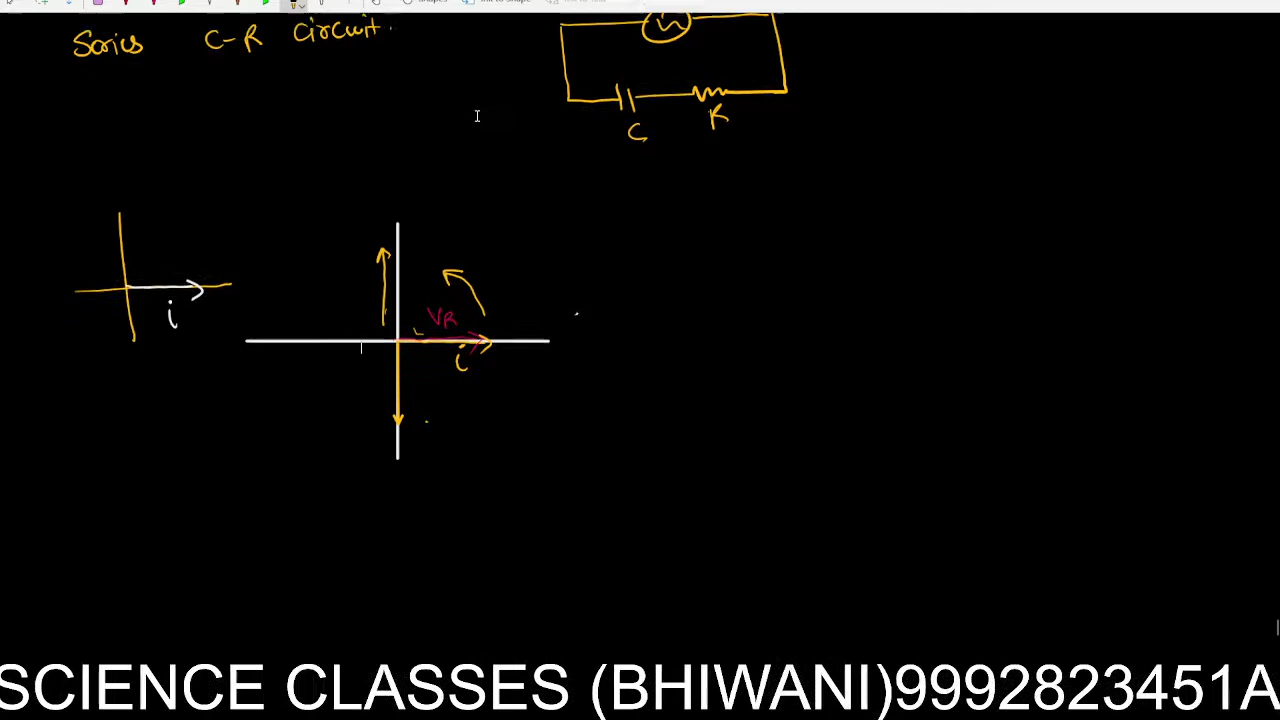 Series C-R Circuit.
C
R
i
VR
i
SCIENCE CLASSES (BHIWANI)9992823451A